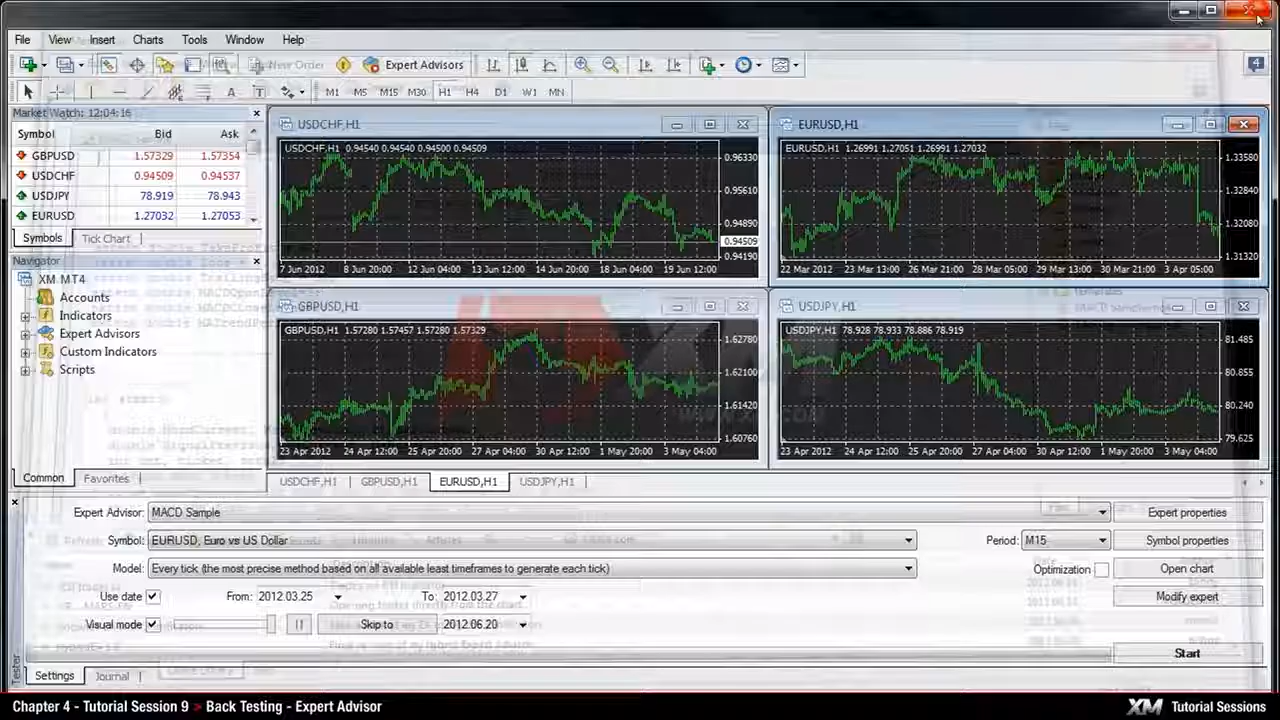 File View Insert Charts Tools Window Help
New Order Expert Advisors 4
M1 M5 M15 M30 H1 H4 D1 W1 MN
Market Watch: 12:04:16
Symbol Bid Ask
GBPUSD 1.57329 1.57354
USDCHF 0.94509 0.94537
USDJPY 78.919 78.943
EURUSD 1.27032 1.27053
Symbols Tick Chart
Navigator
XM MT4
Accounts
Indicators
Expert Advisors
Custom Indicators
Scripts
Common Favorites
USDCHF,H1
USDCHF,H1 0.94540 0.94540 0.94500 0.94509
0.96330
0.95610
0.94890
0.94509
0.94190
7 Jun 2012 8 Jun 20:00 12 Jun 04:00 13 Jun 12:00 14 Jun 20:00 18 Jun 04:00 19 Jun 12:00
EURUSD,H1
EURUSD,H1 1.26991 1.27051 1.26991 1.27032
1.33580
1.32840
1.32080
1.31320
22 Mar 2012 23 Mar 13:00 26 Mar 21:00 28 Mar 05:00 29 Mar 13:00 30 Mar 21:00 3 Apr 05:00
GBPUSD,H1
GBPUSD,H1 1.57280 1.57457 1.57280 1.57329
1.62780
1.62100
1.61420
1.60760
23 Apr 2012 24 Apr 12:00 25 Apr 20:00 27 Apr 04:00 30 Apr 12:00 1 May 20:00 3 May 04:00
USDJPY,H1
USDJPY,H1 78.928 78.933 78.886 78.919
81.485
80.855
80.240
79.625
23 Apr 2012 24 Apr 12:00 25 Apr 20:00 27 Apr 04:00 30 Apr 12:00 1 May 20:00 3 May 04:00
USDCHF,H1 GBPUSD,H1 EURUSD,H1 USDJPY,H1
Expert Advisor: MACD Sample Expert properties
Symbol: EURUSD, Euro vs US Dollar Period: M15 Symbol properties
Model: Every tick (the most precise method based on all available least timeframes to generate each tick) Optimization Open chart
Use date From: 2012.03.25 To: 2012.03.27 Modify expert
Visual mode Skip to 2012.06.20
Start
Tester
Settings Journal
Chapter 4 - Tutorial Session 9 > Back Testing - Expert Advisor XM Tutorial Sessions